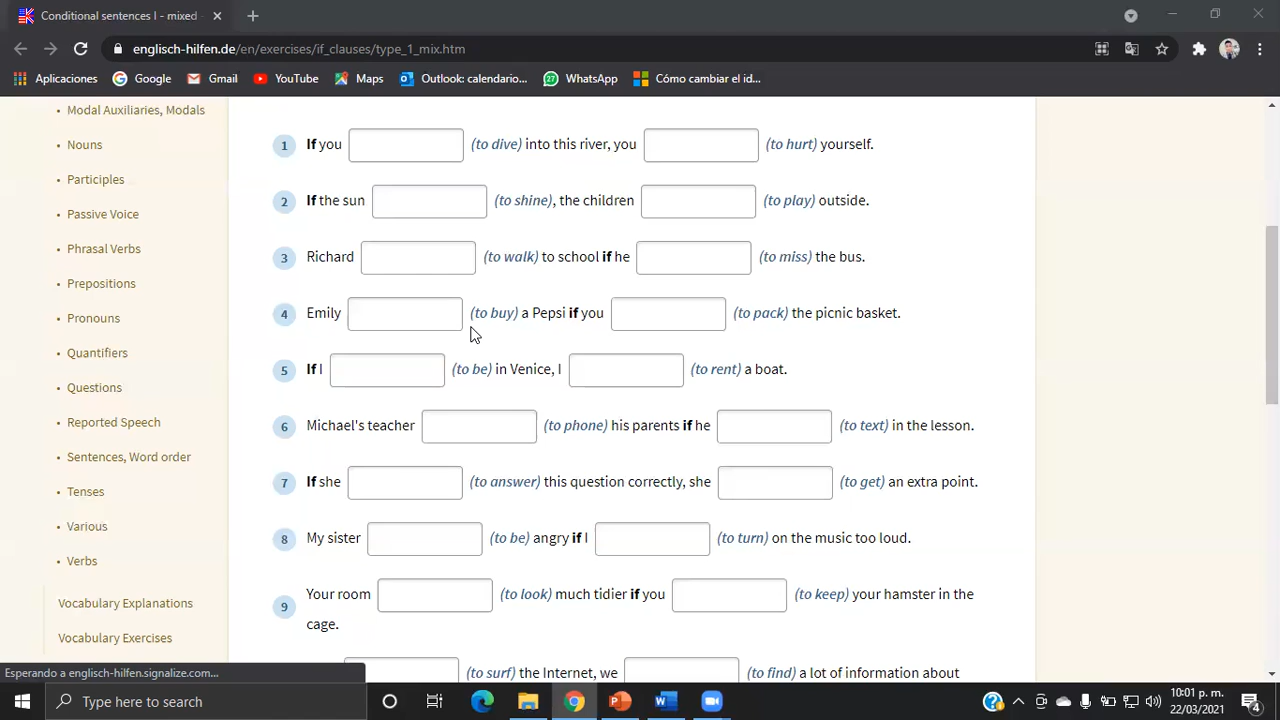 Conditional sentences I - mixed
englisch-hilfen.de/en/exercises/if_clauses/type_1_mix.htm
Aplicaciones Google Gmail YouTube Maps Outlook: calendario... 27 WhatsApp Cómo cambiar el id...
Modal Auxiliaries, Modals
Nouns
Participles
Passive Voice
Phrasal Verbs
Prepositions
Pronouns
Quantifiers
Questions
Reported Speech
Sentences, Word order
Tenses
Various
Verbs
Vocabulary Explanations
Vocabulary Exercises
1 If you (to dive) into this river, you (to hurt) yourself.
2 If the sun (to shine), the children (to play) outside.
3 Richard (to walk) to school if he (to miss) the bus.
4 Emily (to buy) a Pepsi if you (to pack) the picnic basket.
5 If I (to be) in Venice, I (to rent) a boat.
6 Michael's teacher (to phone) his parents if he (to text) in the lesson.
7 If she (to answer) this question correctly, she (to get) an extra point.
8 My sister (to be) angry if I (to turn) on the music too loud.
9 Your room (to look) much tidier if you (to keep) your hamster in the
cage.
(to surf) the Internet, we (to find) a lot of information about
Esperando a englisch-hilfen.signalize.com...
Type here to search
10:01 p. m.
22/03/2021
4